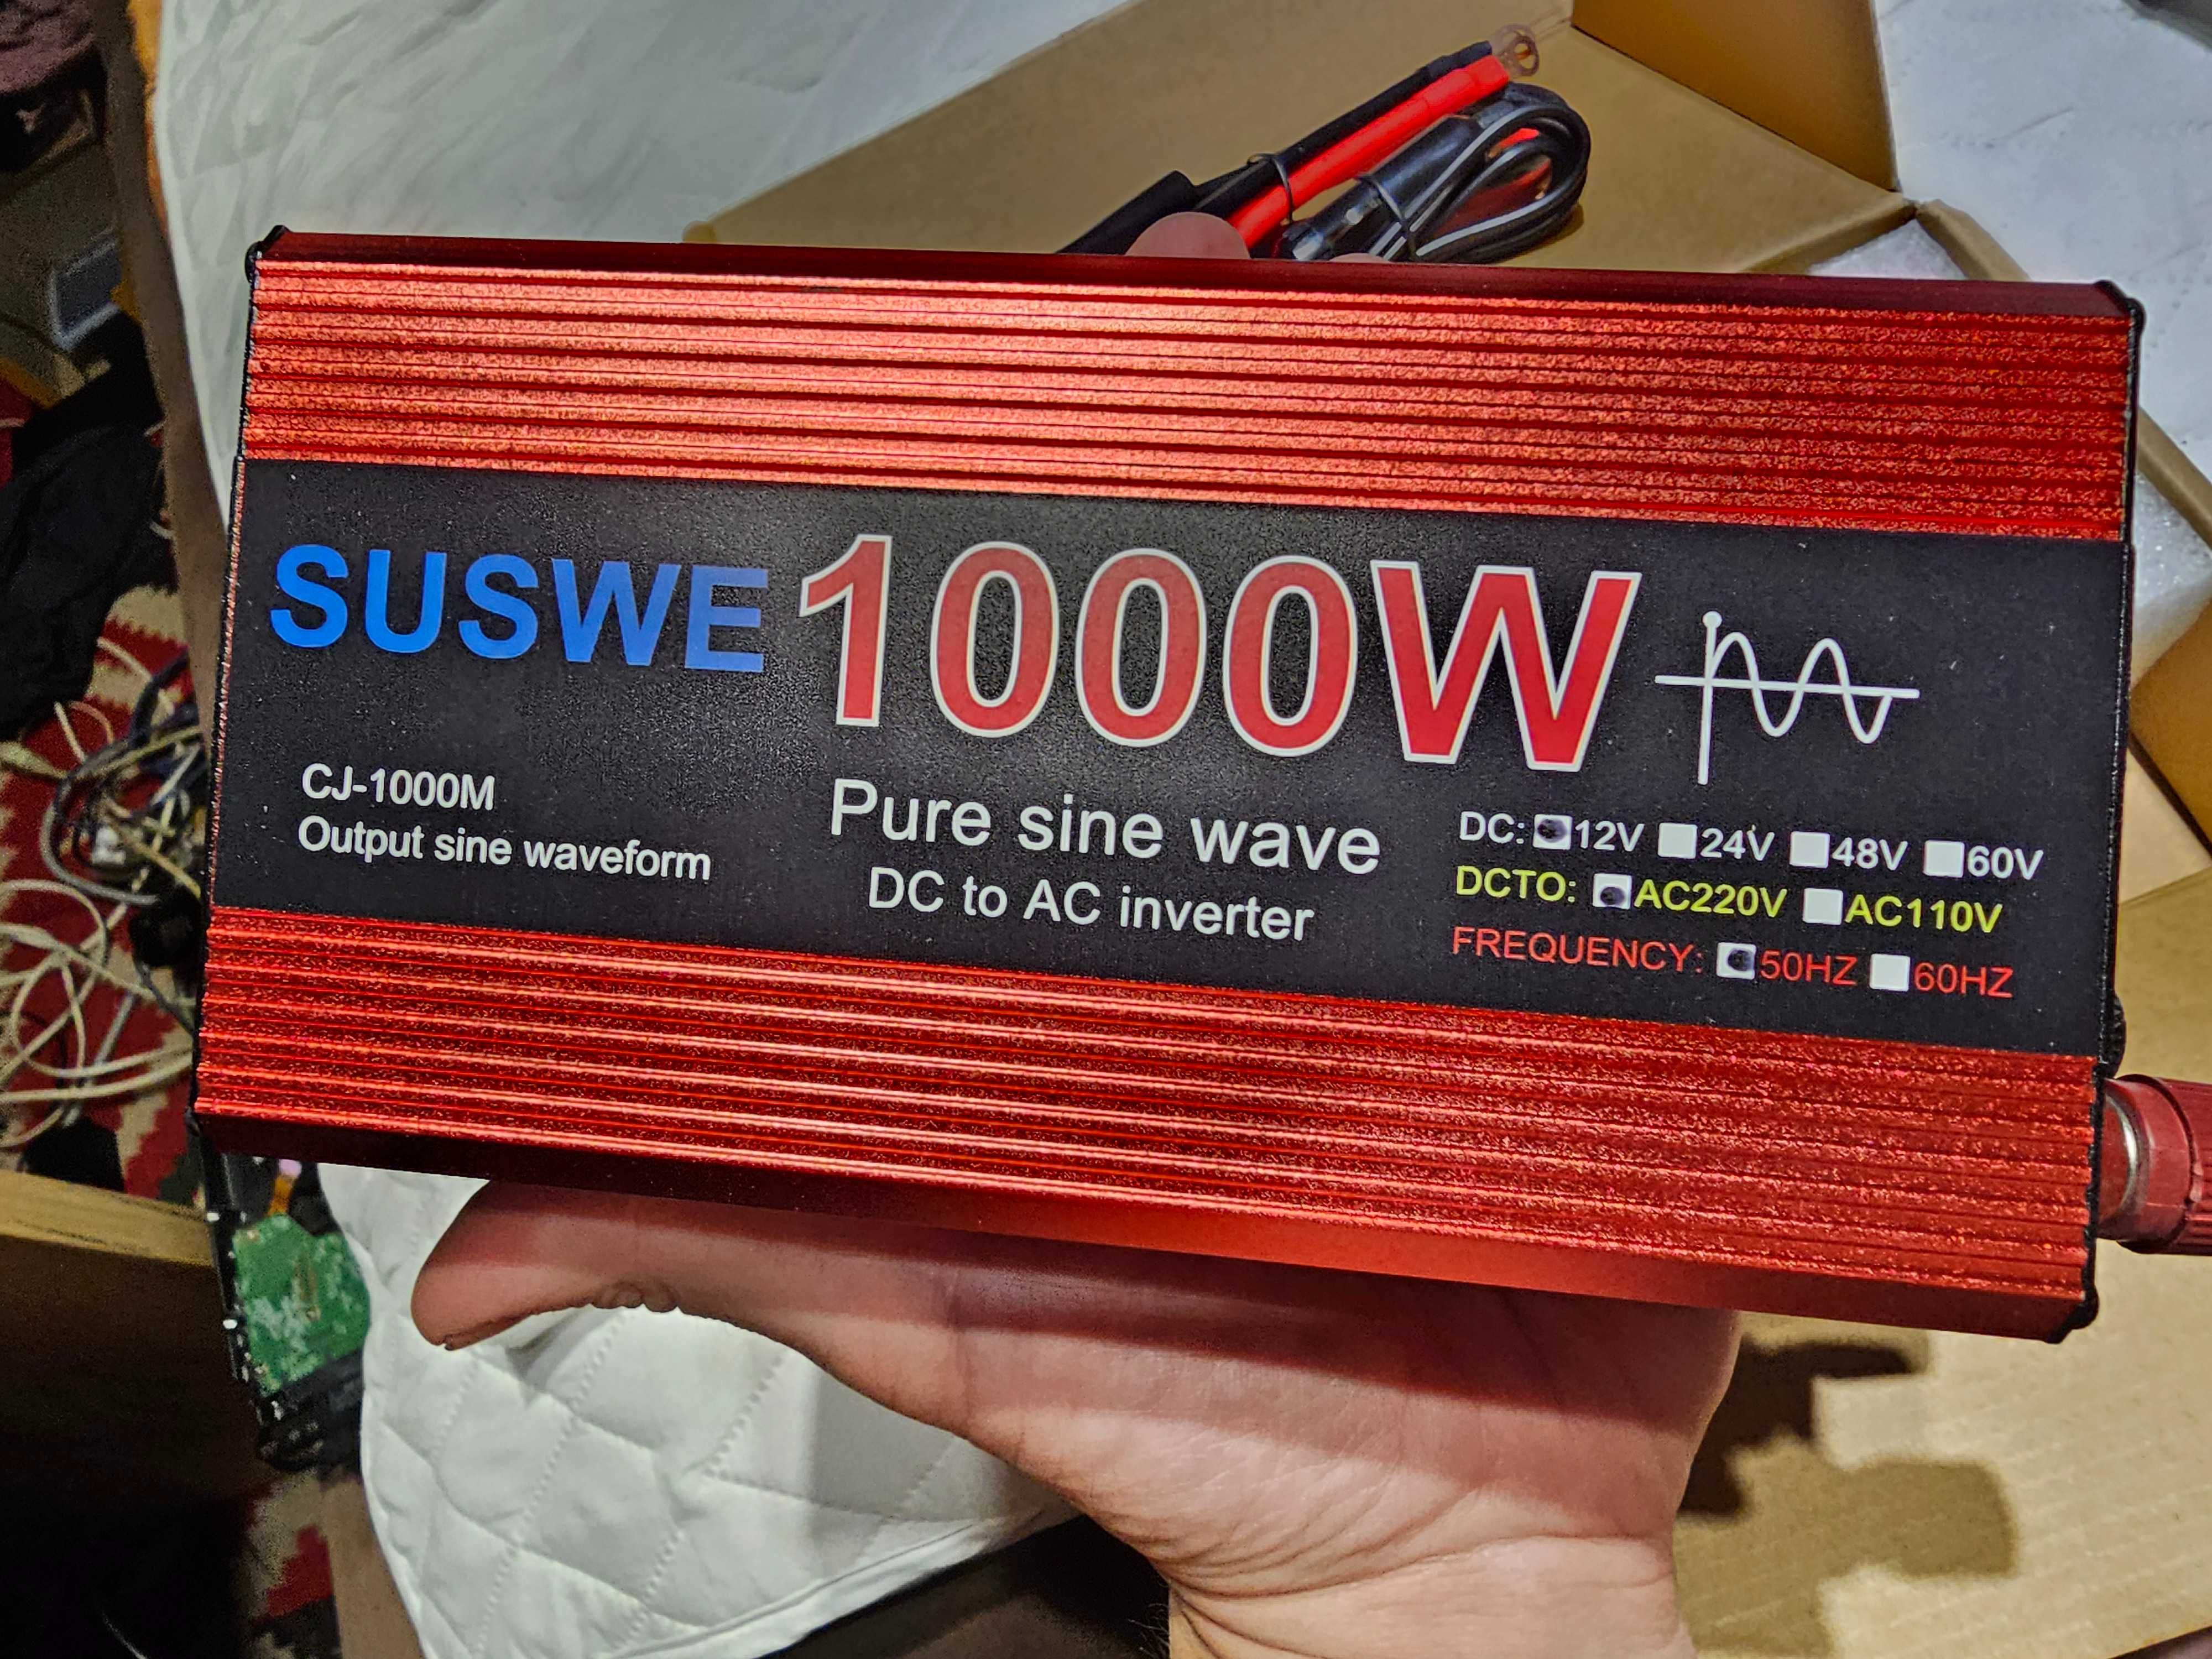 SUSWE 1000W
CJ-1000M
Output sine waveform
Pure sine wave
DC to AC inverter
DC: 12V 24V 48V 60V
DCTO: AC220V AC110V
FREQUENCY: 50HZ 60HZ